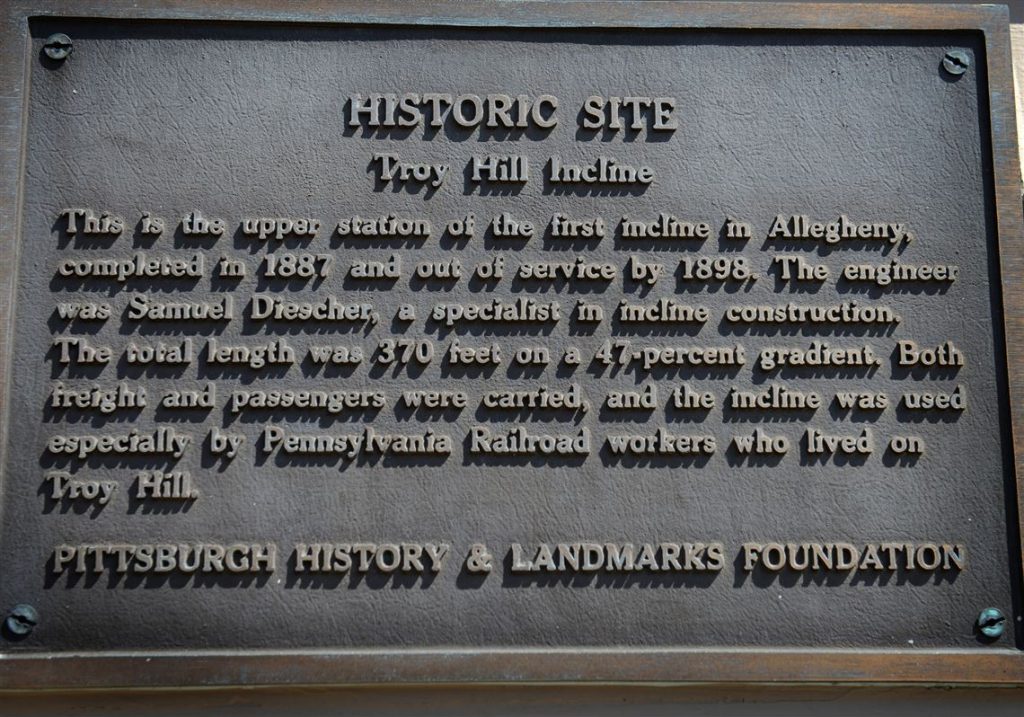 HISTORIC SITE
Troy Hill Incline
This is the upper station of the first incline in Allegheny,
completed in 1887 and out of service by 1898. The engineer
was Samuel Diescher, a specialist in incline construction.
The total length was 370 feet on a 47-percent gradient. Both
freight and passengers were carried, and the incline was used
especially by Pennsylvania Railroad workers who lived on
Troy Hill.
PITTSBURGH HISTORY & LANDMARKS FOUNDATION